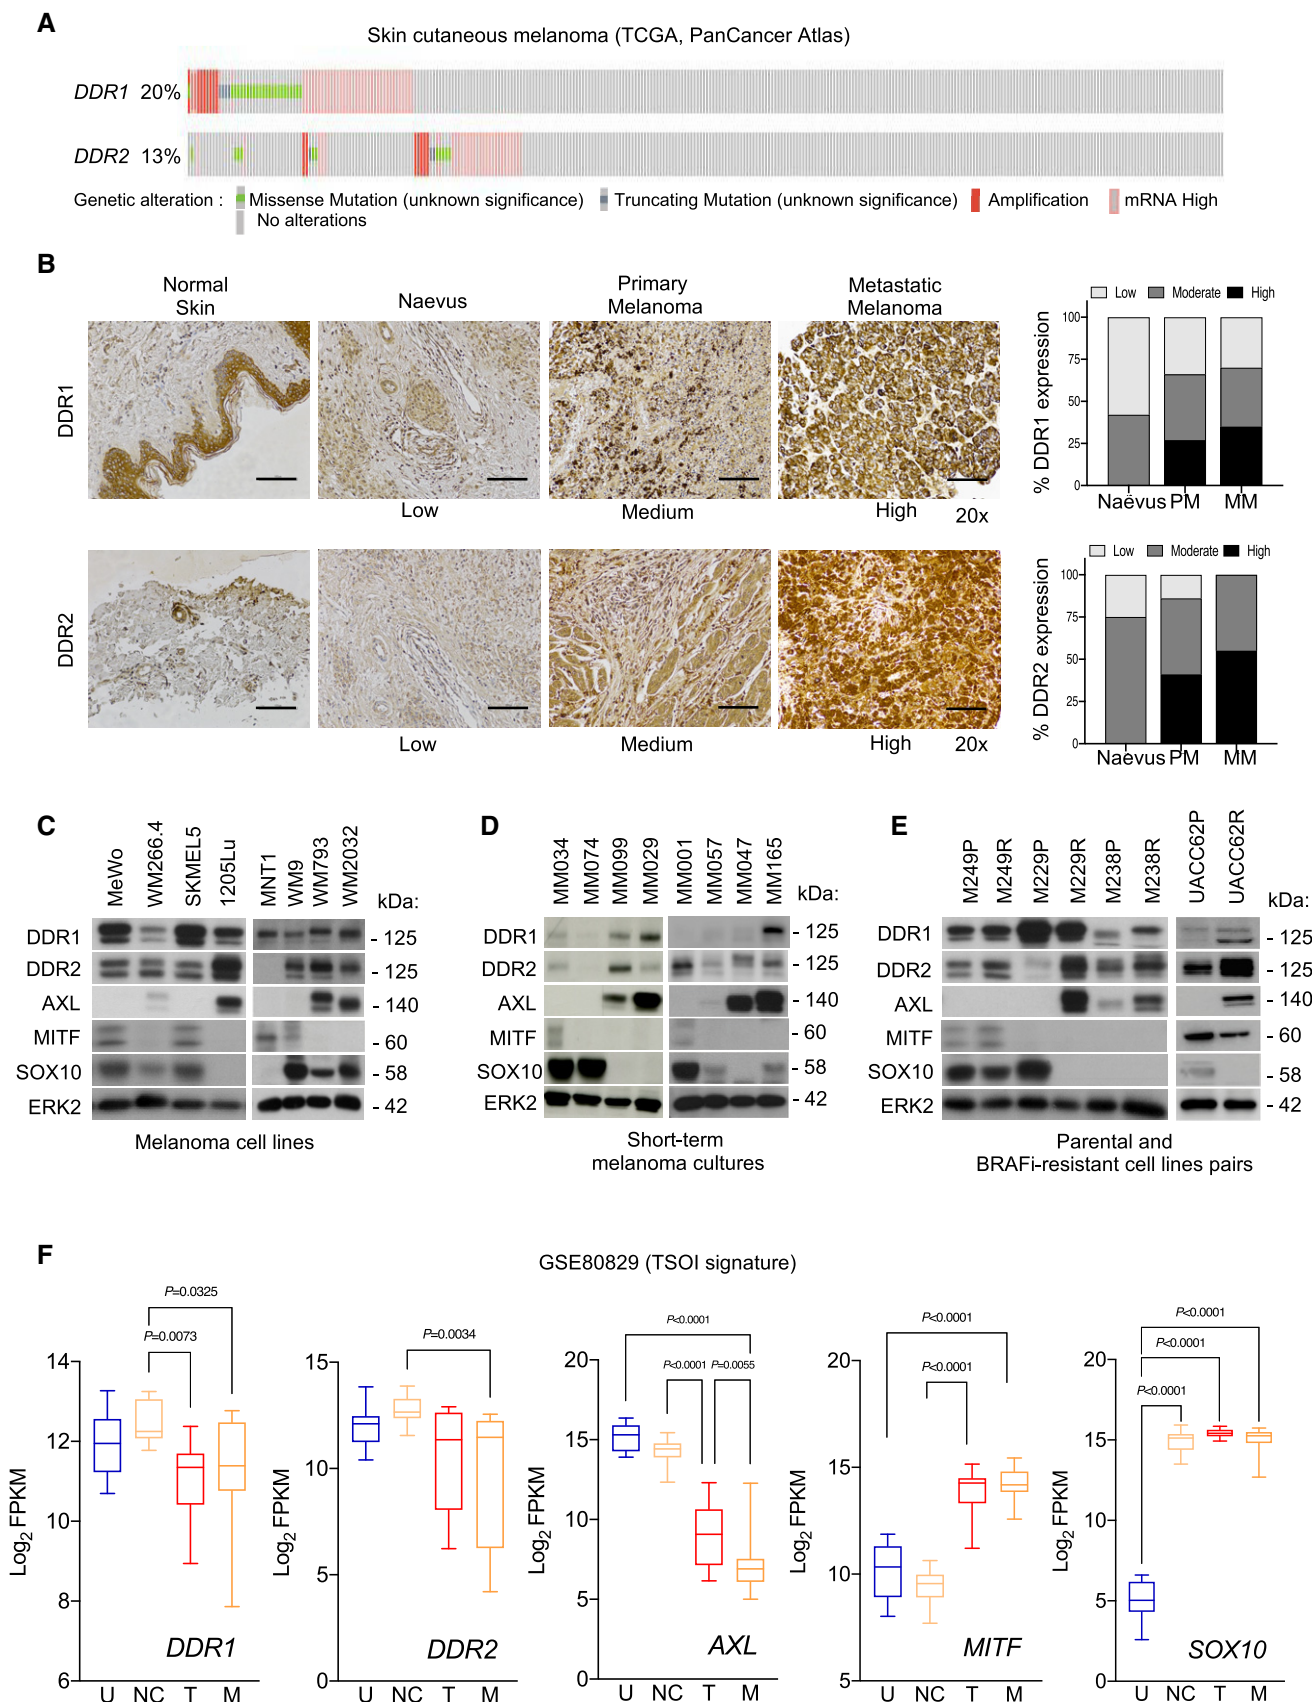 A
Skin cutaneous melanoma (TCGA, PanCancer Atlas)
DDR1 20%
DDR2 13%
Genetic alteration : Missense Mutation (unknown significance) Truncating Mutation (unknown significance) Amplification mRNA High
No alterations
B
Normal Skin
Naevus
Primary Melanoma
Metastatic Melanoma
DDR1
Low
Medium
High
20x
Low Moderate High
% DDR1 expression
100
75
50
25
0
Naëvus PM MM
DDR2
Low
Medium
High
20x
Low Moderate High
% DDR2 expression
100
75
50
25
0
Naëvus PM MM
C
MeWo WM266.4 SKMEL5 1205Lu MNT1 WM9 WM793 WM2032
kDa:
DDR1 - 125
DDR2 - 125
AXL - 140
MITF - 60
SOX10 - 58
ERK2 - 42
Melanoma cell lines
D
MM034 MM074 MM099 MM029 MM001 MM057 MM047 MM165
kDa:
DDR1 - 125
DDR2 - 125
AXL - 140
MITF - 60
SOX10 - 58
ERK2 - 42
Short-term
melanoma cultures
E
M249P M249R M229P M229R M238P M238R UACC62P UACC62R
kDa:
DDR1 - 125
DDR2 - 125
AXL - 140
MITF - 60
SOX10 - 58
ERK2 - 42
Parental and
BRAFi-resistant cell lines pairs
F
GSE80829 (TSOI signature)
P=0.0325
P=0.0073
Log2 FPKM
14
12
10
8
6
DDR1
U NC T M
P=0.0034
Log2 FPKM
15
10
5
0
DDR2
U NC T M
P<0.0001
P<0.0001 P=0.0055
Log2 FPKM
20
15
10
5
0
AXL
U NC T M
P<0.0001
P<0.0001
Log2 FPKM
20
15
10
5
MITF
U NC T M
P<0.0001
P<0.0001
P<0.0001
Log2 FPKM
20
15
10
5
0
SOX10
U NC T M